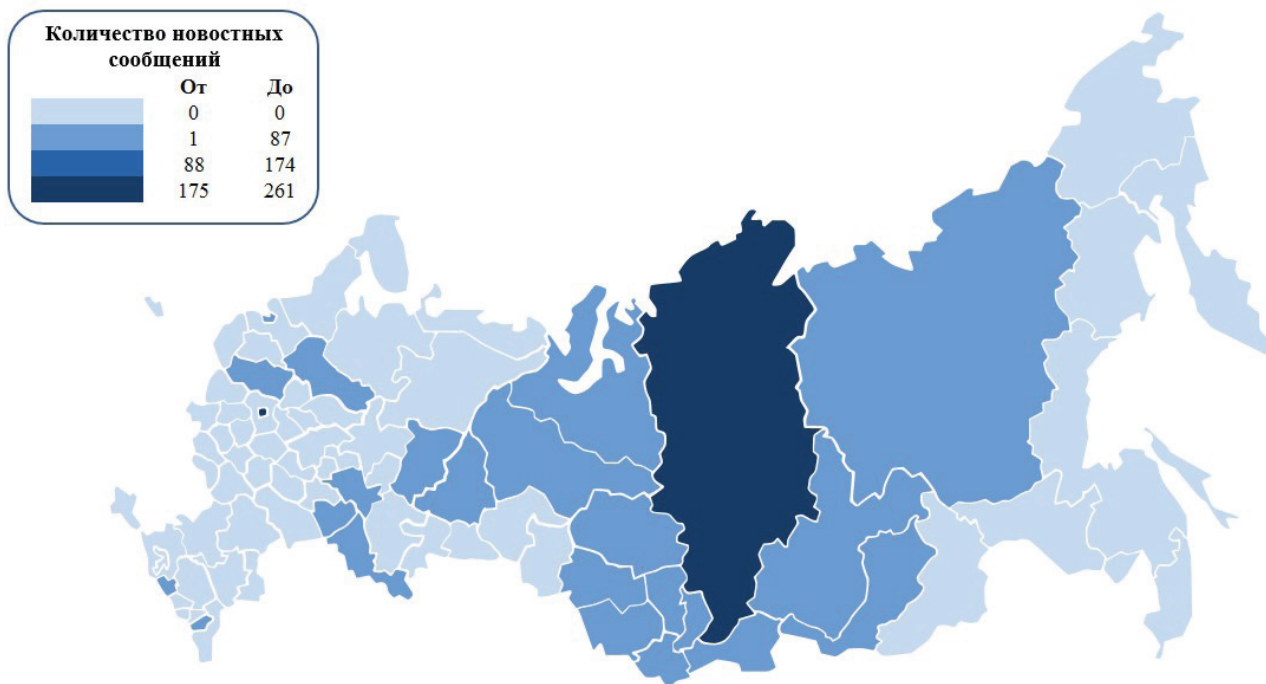 Количество новостных
сообщений
От До
0 0
1 87
88 174
175 261